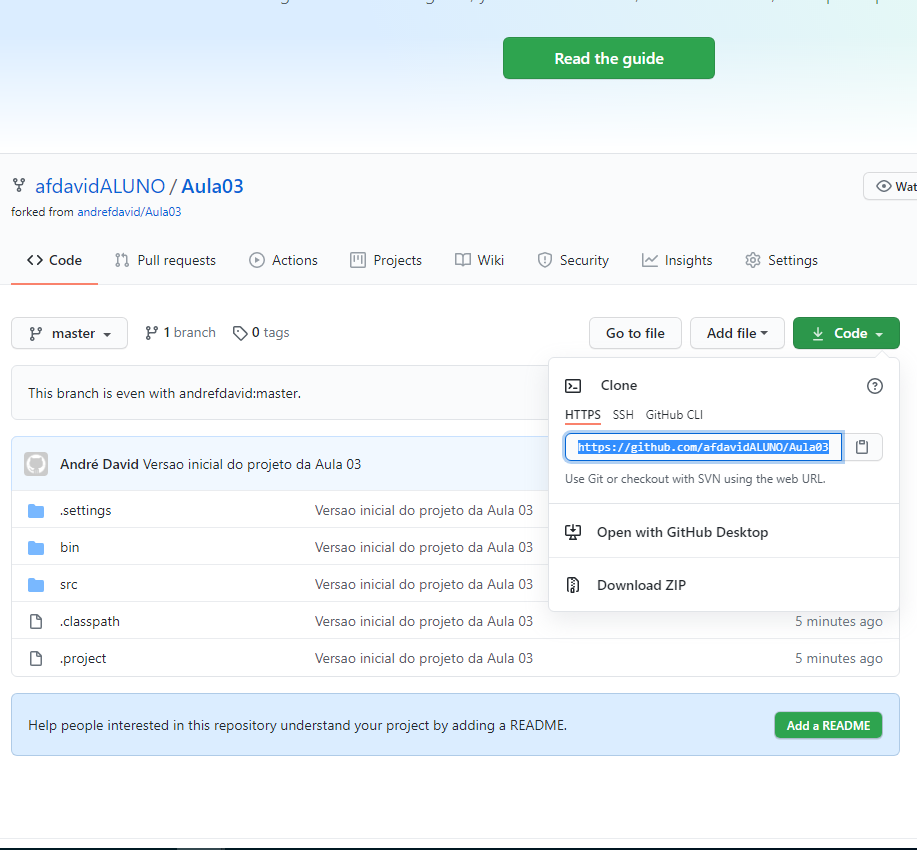 Read the guide
afdavidALUNO / Aula03
Wat
forked from andrefdavid/Aula03
Code
Pull requests
Actions
Projects
Wiki
Security
Insights
Settings
master
1 branch
0 tags
Go to file
Add file
Code
This branch is even with andrefdavid:master.
Clone
HTTPS SSH GitHub CLI
https://github.com/afdavidALUNO/Aula03
Use Git or checkout with SVN using the web URL.
Open with GitHub Desktop
Download ZIP
André David Versao inicial do projeto da Aula 03
.settings Versao inicial do projeto da Aula 03
bin Versao inicial do projeto da Aula 03
src Versao inicial do projeto da Aula 03
.classpath Versao inicial do projeto da Aula 03 5 minutes ago
.project Versao inicial do projeto da Aula 03 5 minutes ago
Help people interested in this repository understand your project by adding a README.
Add a README